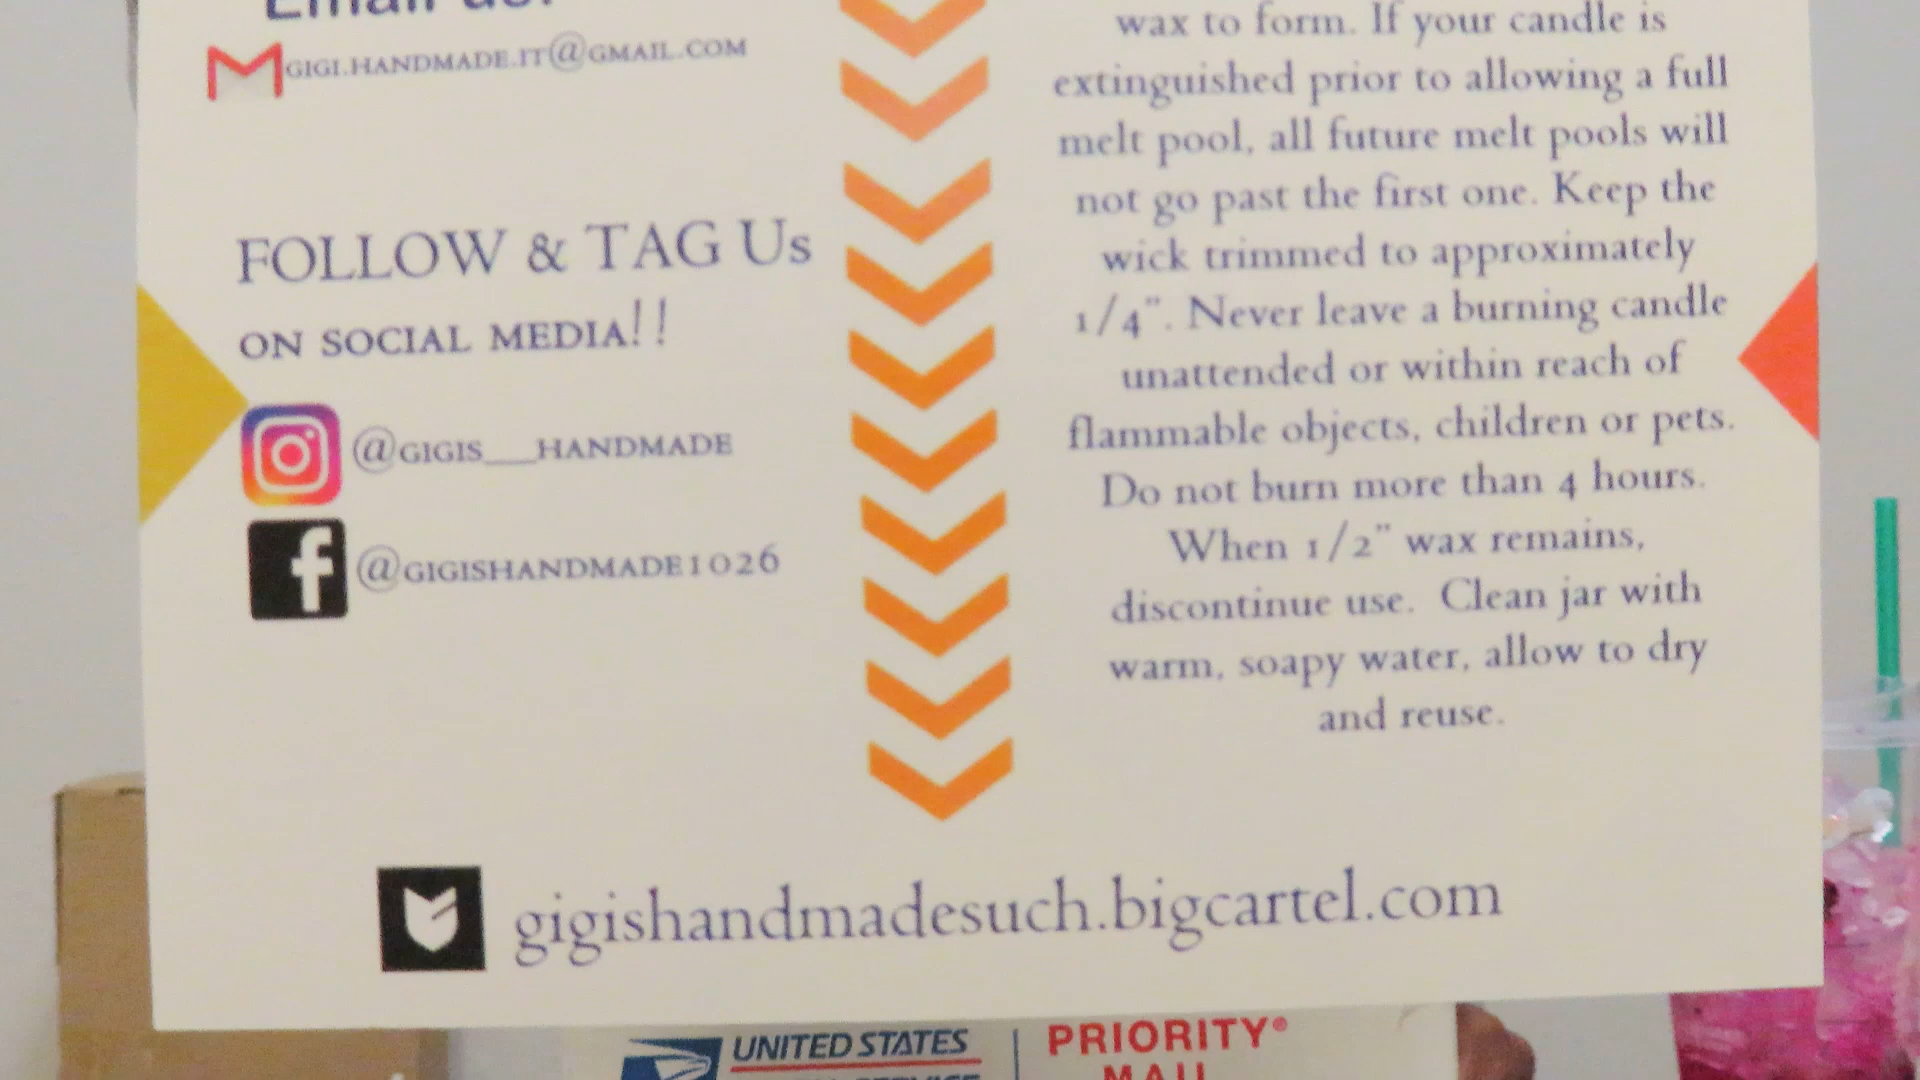 Email us:
GIGI.HANDMADE.IT@GMAIL.COM
FOLLOW & TAG Us
ON SOCIAL MEDIA!!
@GIGIS__HANDMADE
@GIGISHANDMADE1026
wax to form. If your candle is
extinguished prior to allowing a full
melt pool, all future melt pools will
not go past the first one. Keep the
wick trimmed to approximately
1/4". Never leave a burning candle
unattended or within reach of
flammable objects, children or pets.
Do not burn more than 4 hours.
When 1/2" wax remains,
discontinue use. Clean jar with
warm, soapy water, allow to dry
and reuse.
gigishandmadesuch.bigcartel.com
UNITED STATES
PRIORITY®
MAIL